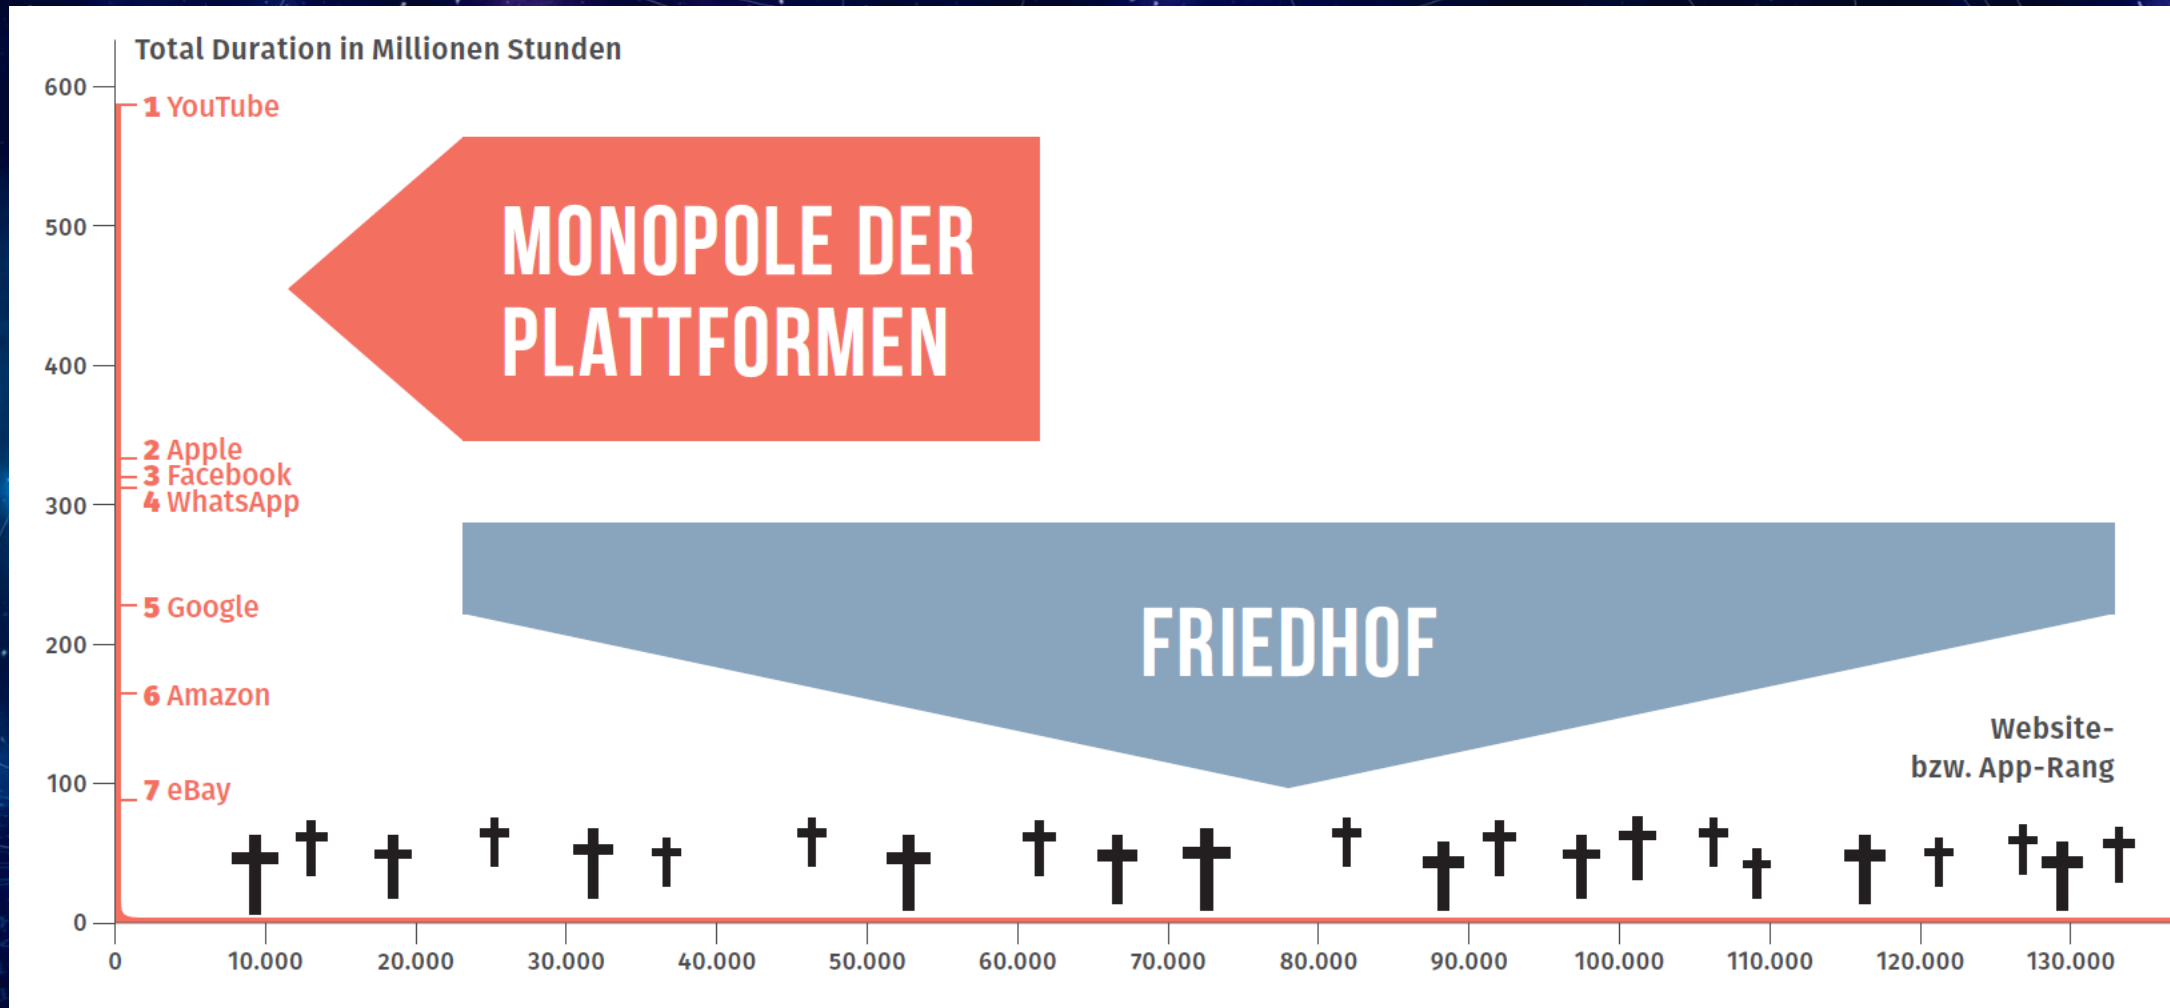 Total Duration in Millionen Stunden
600
1 YouTube
500
MONOPOLE DER
PLATTFORMEN
400
2 Apple
3 Facebook
4 WhatsApp
300
5 Google
FRIEDHOF
200
6 Amazon
Website-
bzw. App-Rang
100
7 eBay
0
0 10.000 20.000 30.000 40.000 50.000 60.000 70.000 80.000 90.000 100.000 110.000 120.000 130.000